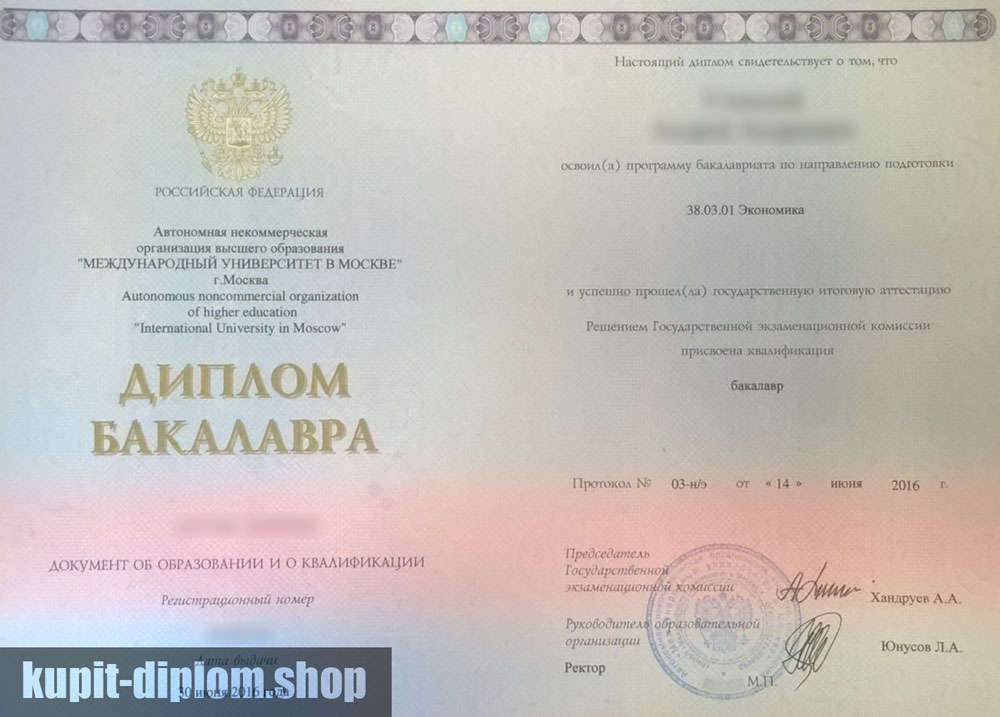 РОССИЙСКАЯ ФЕДЕРАЦИЯ
Автономная некоммерческая
организация высшего образования
"МЕЖДУНАРОДНЫЙ УНИВЕРСИТЕТ В МОСКВЕ"
г.Москва
Autonomous noncommercial organization
of higher education
"International University in Moscow"
ДИПЛОМ
БАКАЛАВРА
ДОКУМЕНТ ОБ ОБРАЗОВАНИИ И О КВАЛИФИКАЦИИ
Регистрационный номер
Дата выдачи
30 июня 2016 года
kupit-diplom.shop
Настоящий диплом свидетельствует о том, что
освоил(а) программу бакалавриата по направлению подготовки
38.03.01 Экономика
и успешно прошел(ла) государственную итоговую аттестацию
Решением Государственной экзаменационной комиссии
присвоена квалификация
бакалавр
Протокол № 03-н/э от « 14 » июня 2016 г.
Председатель
Государственной
экзаменационной комиссии
Хандруев А.А.
Руководитель образовательной
организации
Юнусов Л.А.
Ректор
М.П.